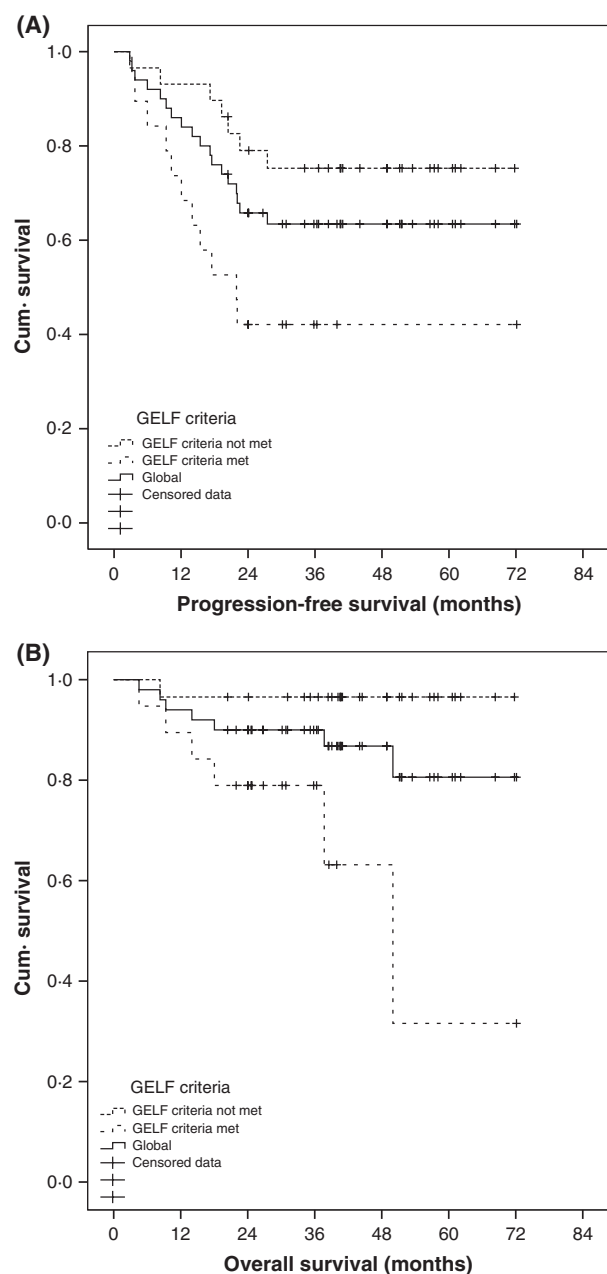 (A)
1·0
0·8
0·6
0·4
0·2
0·0
Cum· survival
GELF criteria
GELF criteria not met
GELF criteria met
Global
Censored data
0 12 24 36 48 60 72 84
Progression-free survival (months)
(B)
1·0
0·8
0·6
0·4
0·2
0·0
Cum· survival
GELF criteria
GELF criteria not met
GELF criteria met
Global
Censored data
0 12 24 36 48 60 72 84
Overall survival (months)